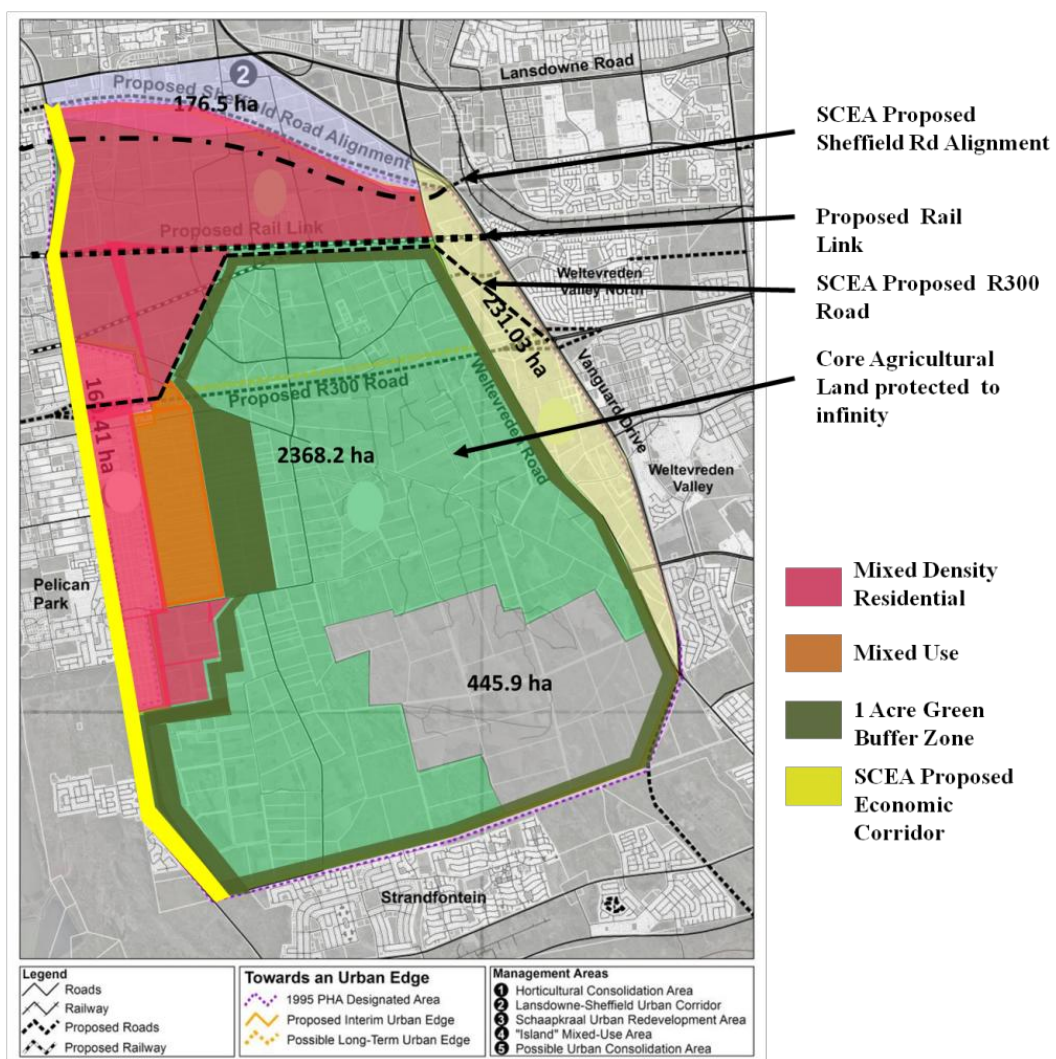 Lansdowne Road
2
Proposed Sheffield Road Alignment
176.5 ha
Proposed Rail Link
Weltevreden
Valley North
231.03 ha
Vanguard Drive
Proposed R300 Road
Weltevreden Road
2368.2 ha
41 ha
Weltevreden
Valley
Pelican
Park
445.9 ha
Strandfontein
SCEA Proposed
Sheffield Rd Alignment
Proposed Rail
Link
SCEA Proposed R300
Road
Core Agricultural
Land protected to
infinity
Mixed Density
Residential
Mixed Use
1 Acre Green
Buffer Zone
SCEA Proposed
Economic
Corridor
Legend
Roads
Railway
Proposed Roads
Proposed Railway
Towards an Urban Edge
1995 PHA Designated Area
Proposed Interim Urban Edge
Possible Long-Term Urban Edge
Management Areas
1 Horticultural Consolidation Area
2 Lansdowne-Sheffield Urban Corridor
3 Schaapkraal Urban Redevelopment Area
4 "Island" Mixed-Use Area
5 Possible Urban Consolidation Area